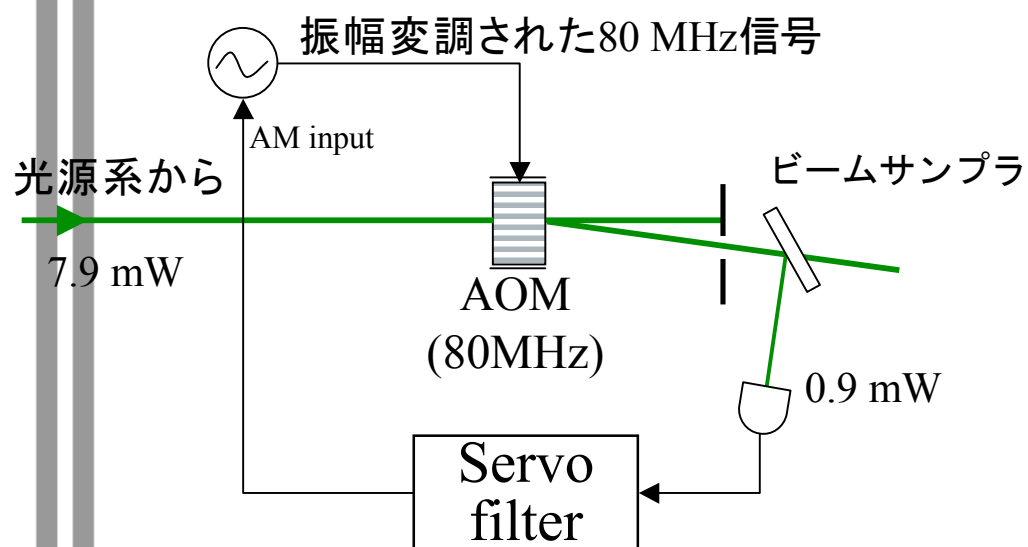 振幅変調された80 MHz信号
AM input
光源系から
ビームサンプラ
7.9 mW
AOM
(80MHz)
0.9 mW
Servo
filter